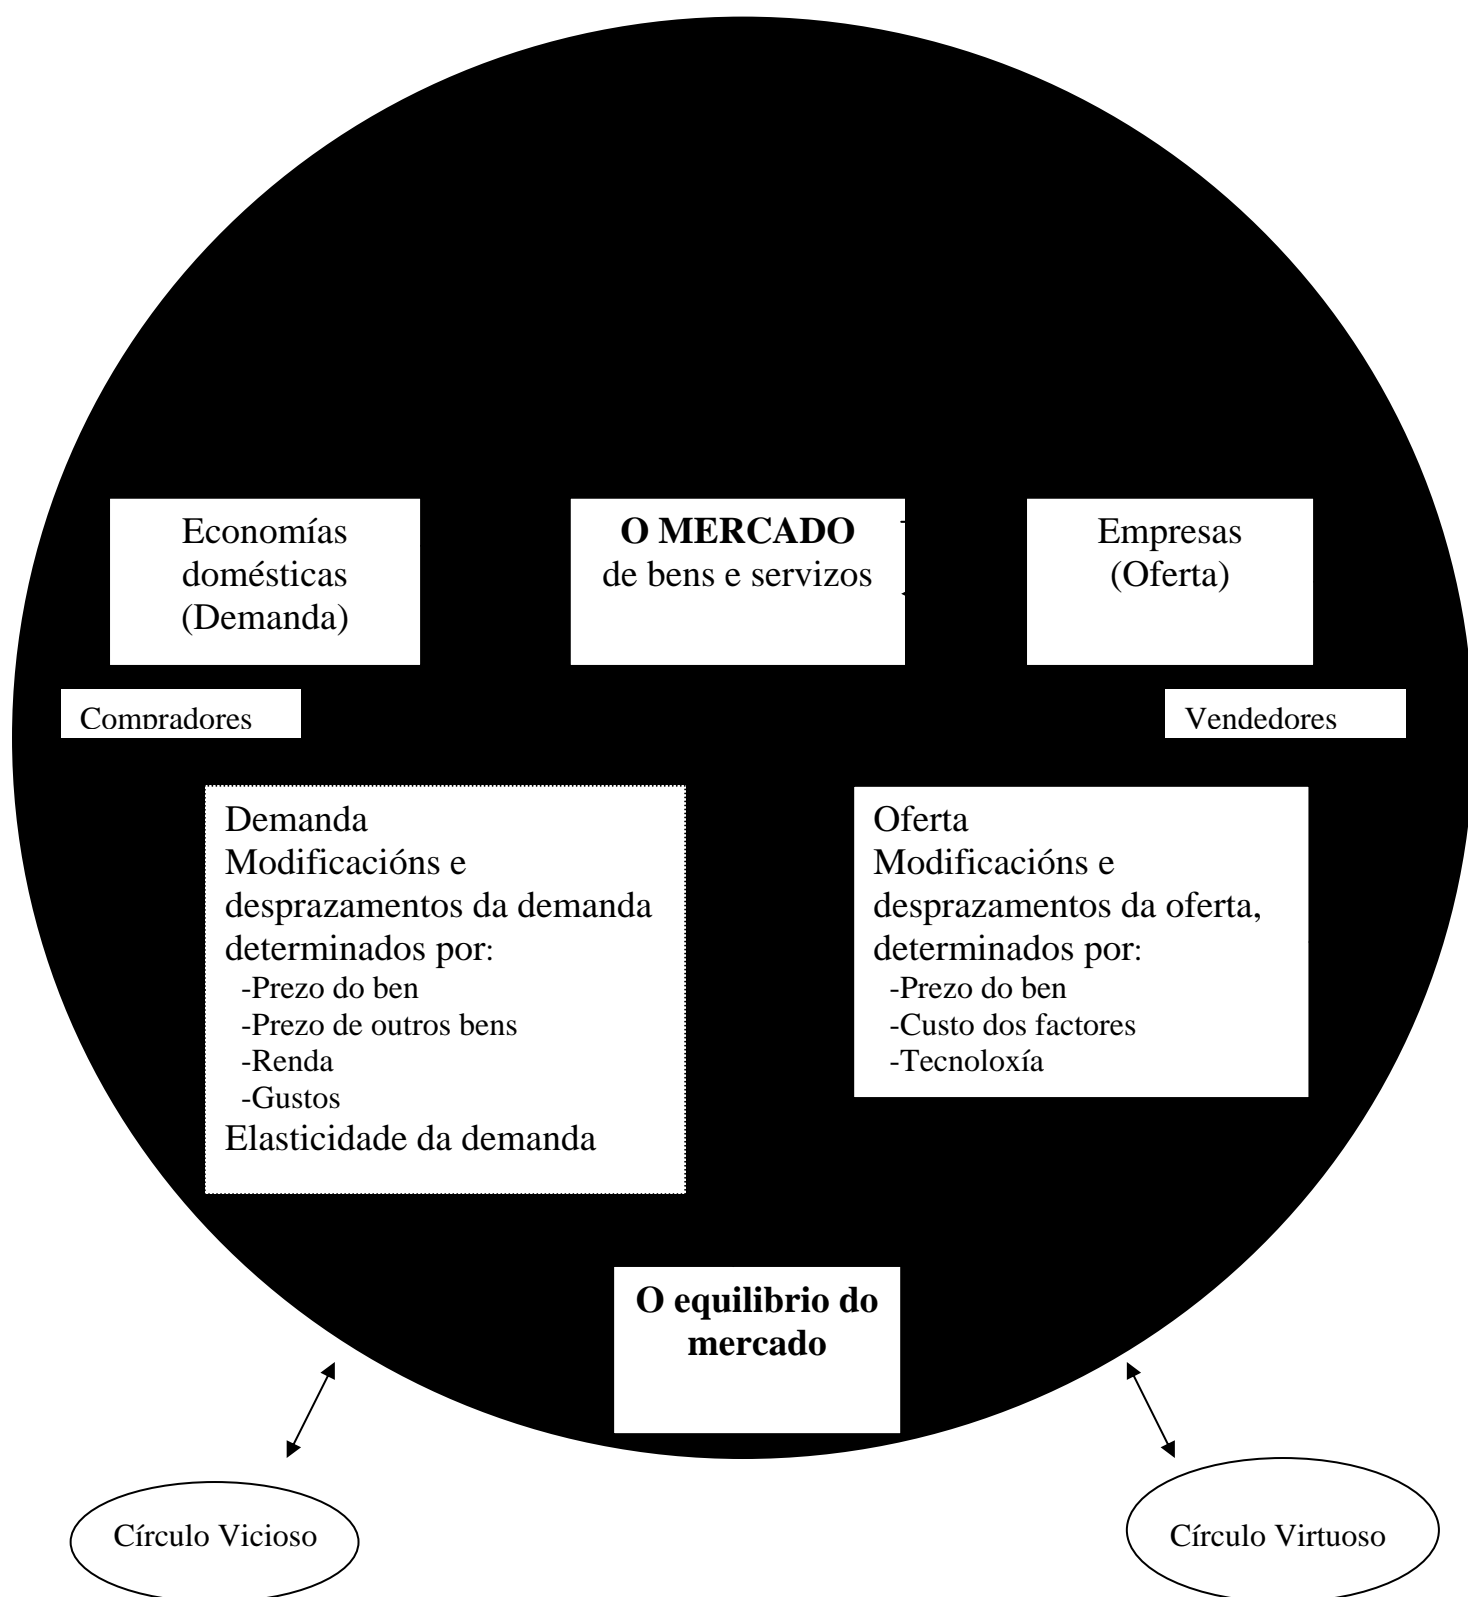 Economías
domésticas
(Demanda)
O MERCADO
de bens e servizos
Empresas
(Oferta)
Compradores
Vendedores
Demanda
Modificacións e
desprazamentos da demanda
determinados por:
-Prezo do ben
-Prezo de outros bens
-Renda
-Gustos
Elasticidade da demanda
Oferta
Modificacións e
desprazamentos da oferta,
determinados por:
-Prezo do ben
-Custo dos factores
-Tecnoloxía
O equilibrio do
mercado
Círculo Vicioso
Círculo Virtuoso